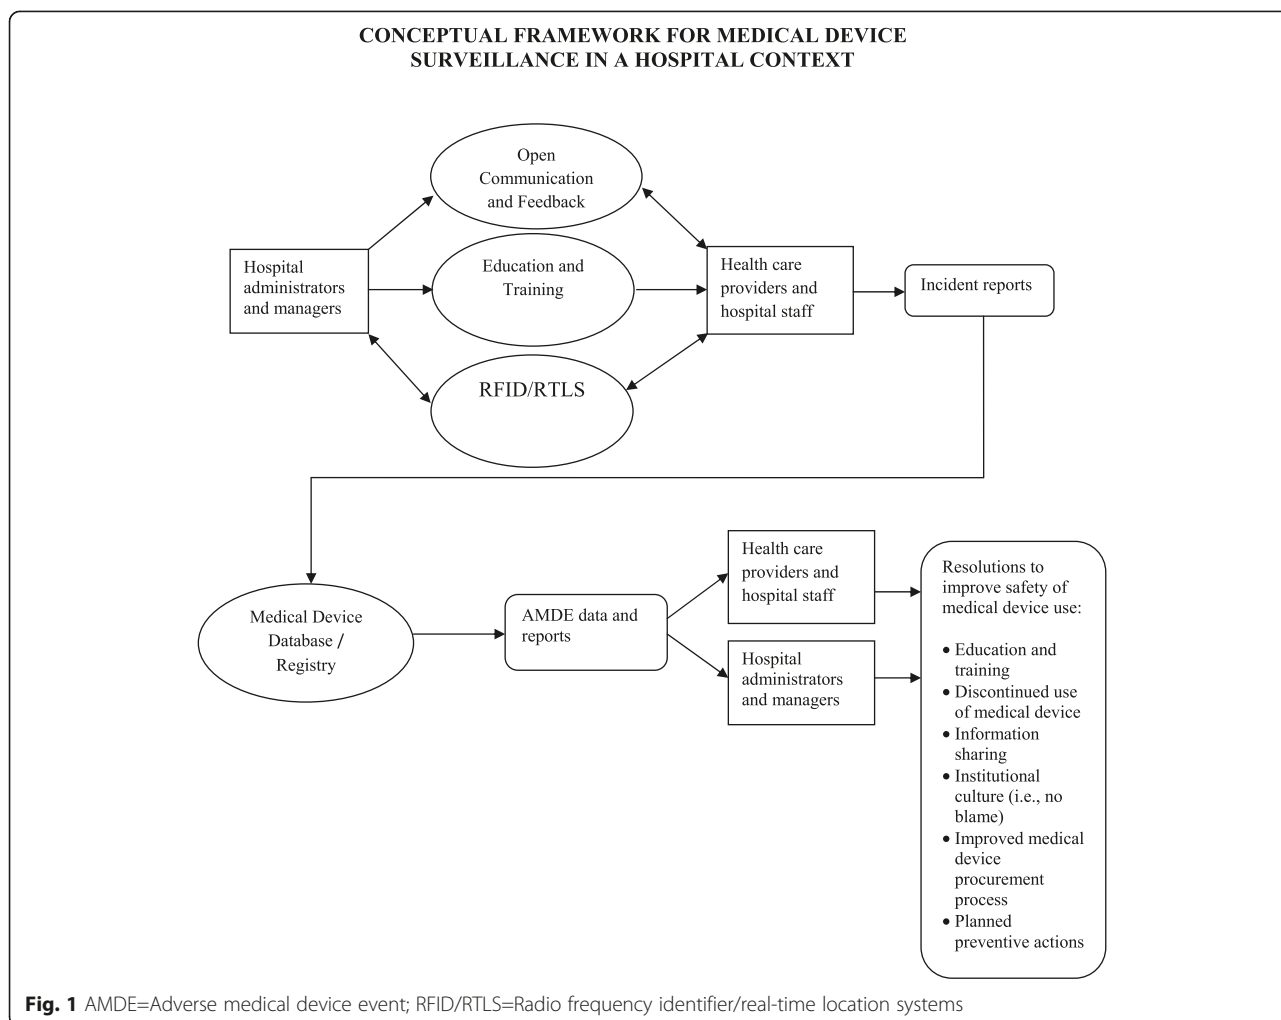 CONCEPTUAL FRAMEWORK FOR MEDICAL DEVICE
SURVEILLANCE IN A HOSPITAL CONTEXT
Open
Communication
and Feedback
Hospital
administrators
and managers
Education and
Training
Health care
providers and
hospital staff
Incident reports
RFID/RTLS
Medical Device
Database /
Registry
AMDE data and
reports
Health care
providers and
hospital staff
Hospital
administrators
and managers
Resolutions to
improve safety of
medical device use:
• Education and
training
• Discontinued use
of medical device
• Information
sharing
• Institutional
culture (i.e., no
blame)
• Improved medical
device
procurement
process
• Planned
preventive actions
Fig. 1 AMDE=Adverse medical device event; RFID/RTLS=Radio frequency identifier/real-time location systems